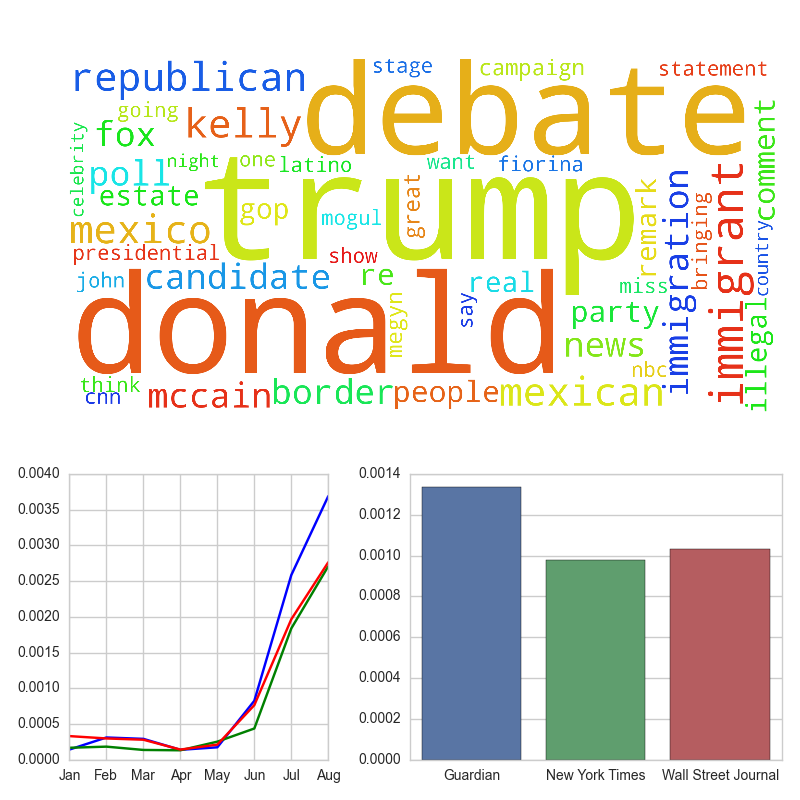 republican
stage
campaign
statement
debate
going
fox
kelly
celebrity
night
one
latino
want
fiorina
comment
poll
estate
trump
gop
mogul
great
remark
immigration
bringing
immigrant
country
mexico
presidential
show
john
candidate
re
real
miss
donald
megyn
say
party
illegal
news
think
cnn
mccain
border
people
mexican
nbc
0.0040
0.0035
0.0030
0.0025
0.0020
0.0015
0.0010
0.0005
0.0000
Jan Feb Mar Apr May Jun Jul Aug
0.0014
0.0012
0.0010
0.0008
0.0006
0.0004
0.0002
0.0000
Guardian New York Times Wall Street Journal